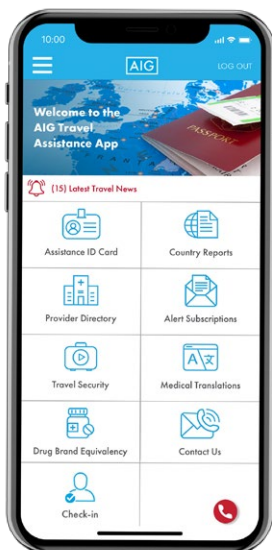 10:00
AIG
LOG OUT
Welcome to the
AIG Travel
Assistance App
PASSPORT
(15) Latest Travel News
Assistance ID Card
Country Reports
Provider Directory
Alert Subscriptions
Travel Security
Medical Translations
Drug Brand Equivalency
Contact Us
Check-in